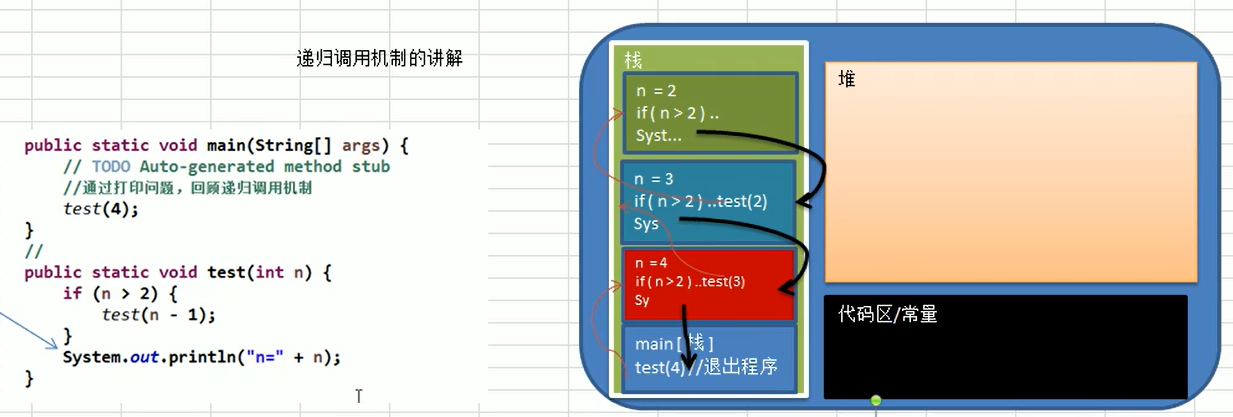 递归调用机制的讲解
public static void main(String[] args) {
// TODO Auto-generated method stub
//通过打印问题,回顾递归调用机制
test(4);
}
//
public static void test(int n) {
if (n > 2) {
test(n - 1);
}
System.out.println("n=" + n);
}
栈
n = 2
if ( n > 2 ) ..
Syst...
n = 3
if ( n > 2 ) ..test(2)
Sys
n = 4
if ( n > 2 ) ..test(3)
Sy
main [ 栈 ]
test(4) //退出程序
堆
代码区/常量